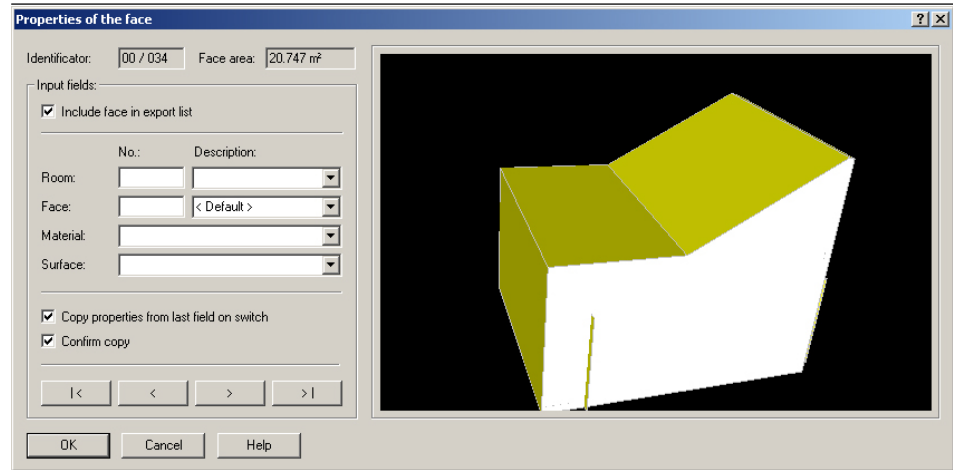 Properties of the face
Identificator: 00 / 034 Face area: 20.747 m²
Input fields:
Include face in export list
No.: Description:
Room:
Face: < Default >
Material:
Surface:
Copy properties from last field on switch
Confirm copy
|< < > >|
OK Cancel Help